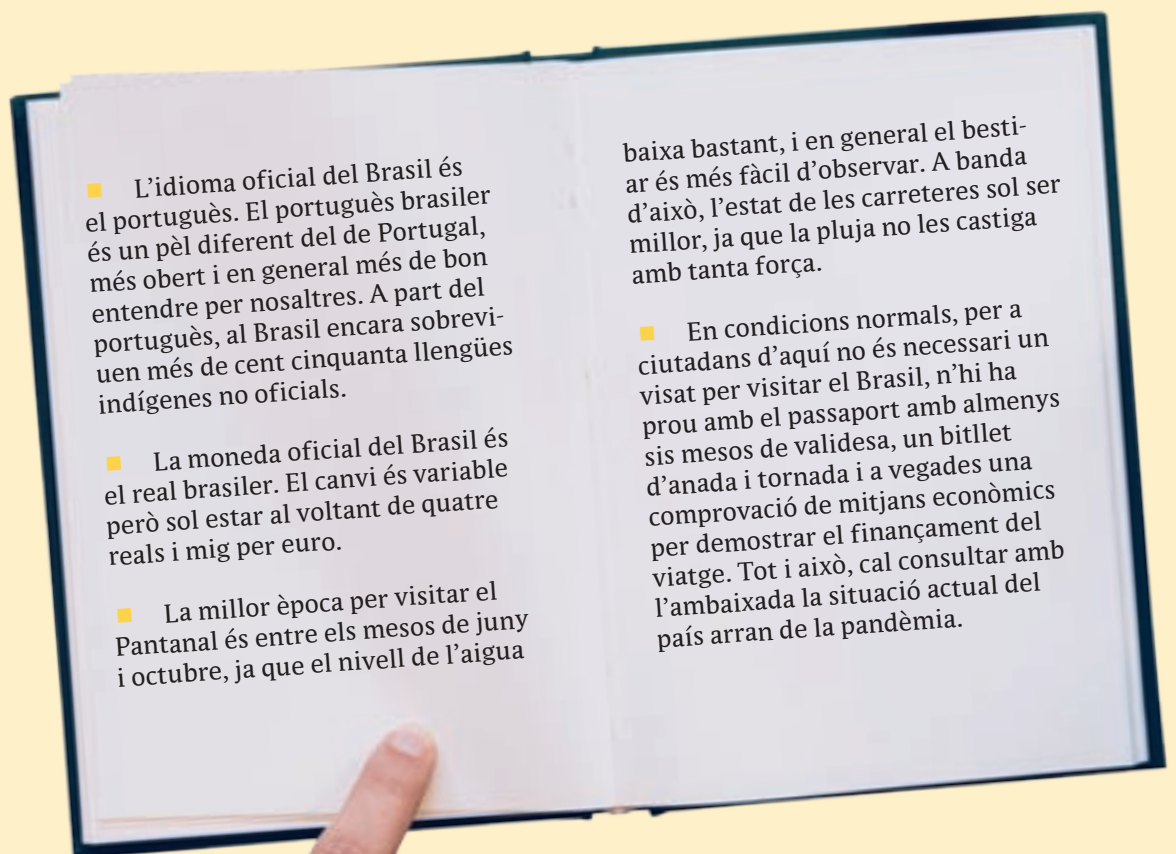 L’idioma oficial del Brasil és
el portuguès. El portuguès brasiler
és un pèl diferent del de Portugal,
més obert i en general més de bon
entendre per nosaltres. A part del
portuguès, al Brasil encara sobrevi-
uen més de cent cinquanta llengües
indígenes no oficials.
La moneda oficial del Brasil és
el real brasiler. El canvi és variable
però sol estar al voltant de quatre
reals i mig per euro.
La millor època per visitar el
Pantanal és entre els mesos de juny
i octubre, ja que el nivell de l’aigua
baixa bastant, i en general el besti-
ar és més fàcil d’observar. A banda
d’això, l’estat de les carreteres sol ser
millor, ja que la pluja no les castiga
amb tanta força.
En condicions normals, per a
ciutadans d’aquí no és necessari un
visat per visitar el Brasil, n’hi ha
prou amb el passaport amb almenys
sis mesos de validesa, un bitllet
d’anada i tornada i a vegades una
comprovació de mitjans econòmics
per demostrar el finançament del
viatge. Tot i això, cal consultar amb
l’ambaixada la situació actual del
país arran de la pandèmia.